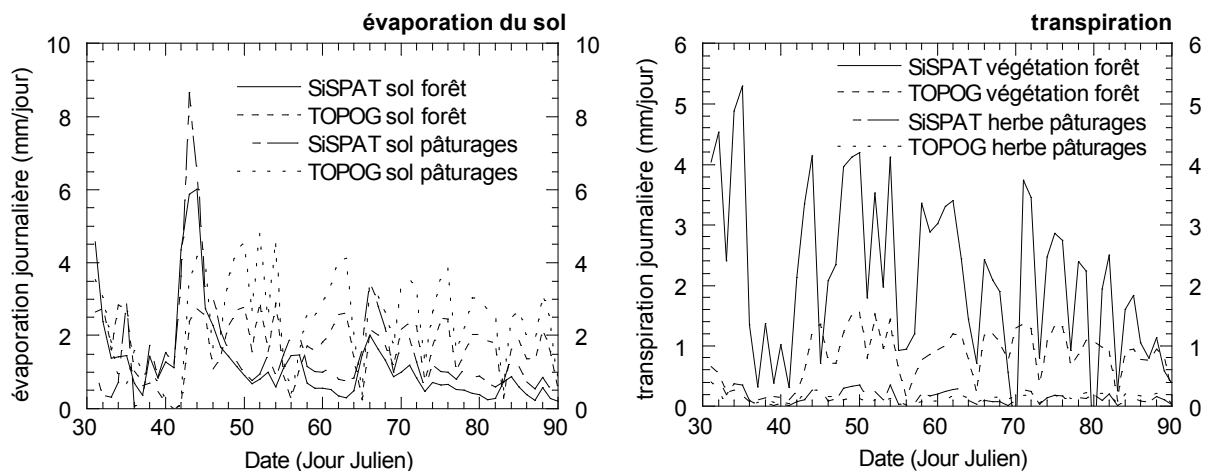 évaporation du sol
10
8
6
4
2
0
évaporation journalière (mm/jour)
SiSPAT sol forêt
TOPOG sol forêt
SiSPAT sol pâturages
TOPOG sol pâturages
10
8
6
4
2
0
30 40 50 60 70 80 90
Date (Jour Julien)
transpiration
6
5
4
3
2
1
0
transpiration journalière (mm/jour)
SiSPAT végétation forêt
TOPOG végétation forêt
SiSPAT herbe pâturages
TOPOG herbe pâturages
6
5
4
3
2
1
0
30 40 50 60 70 80 90
Date (Jour Julien)